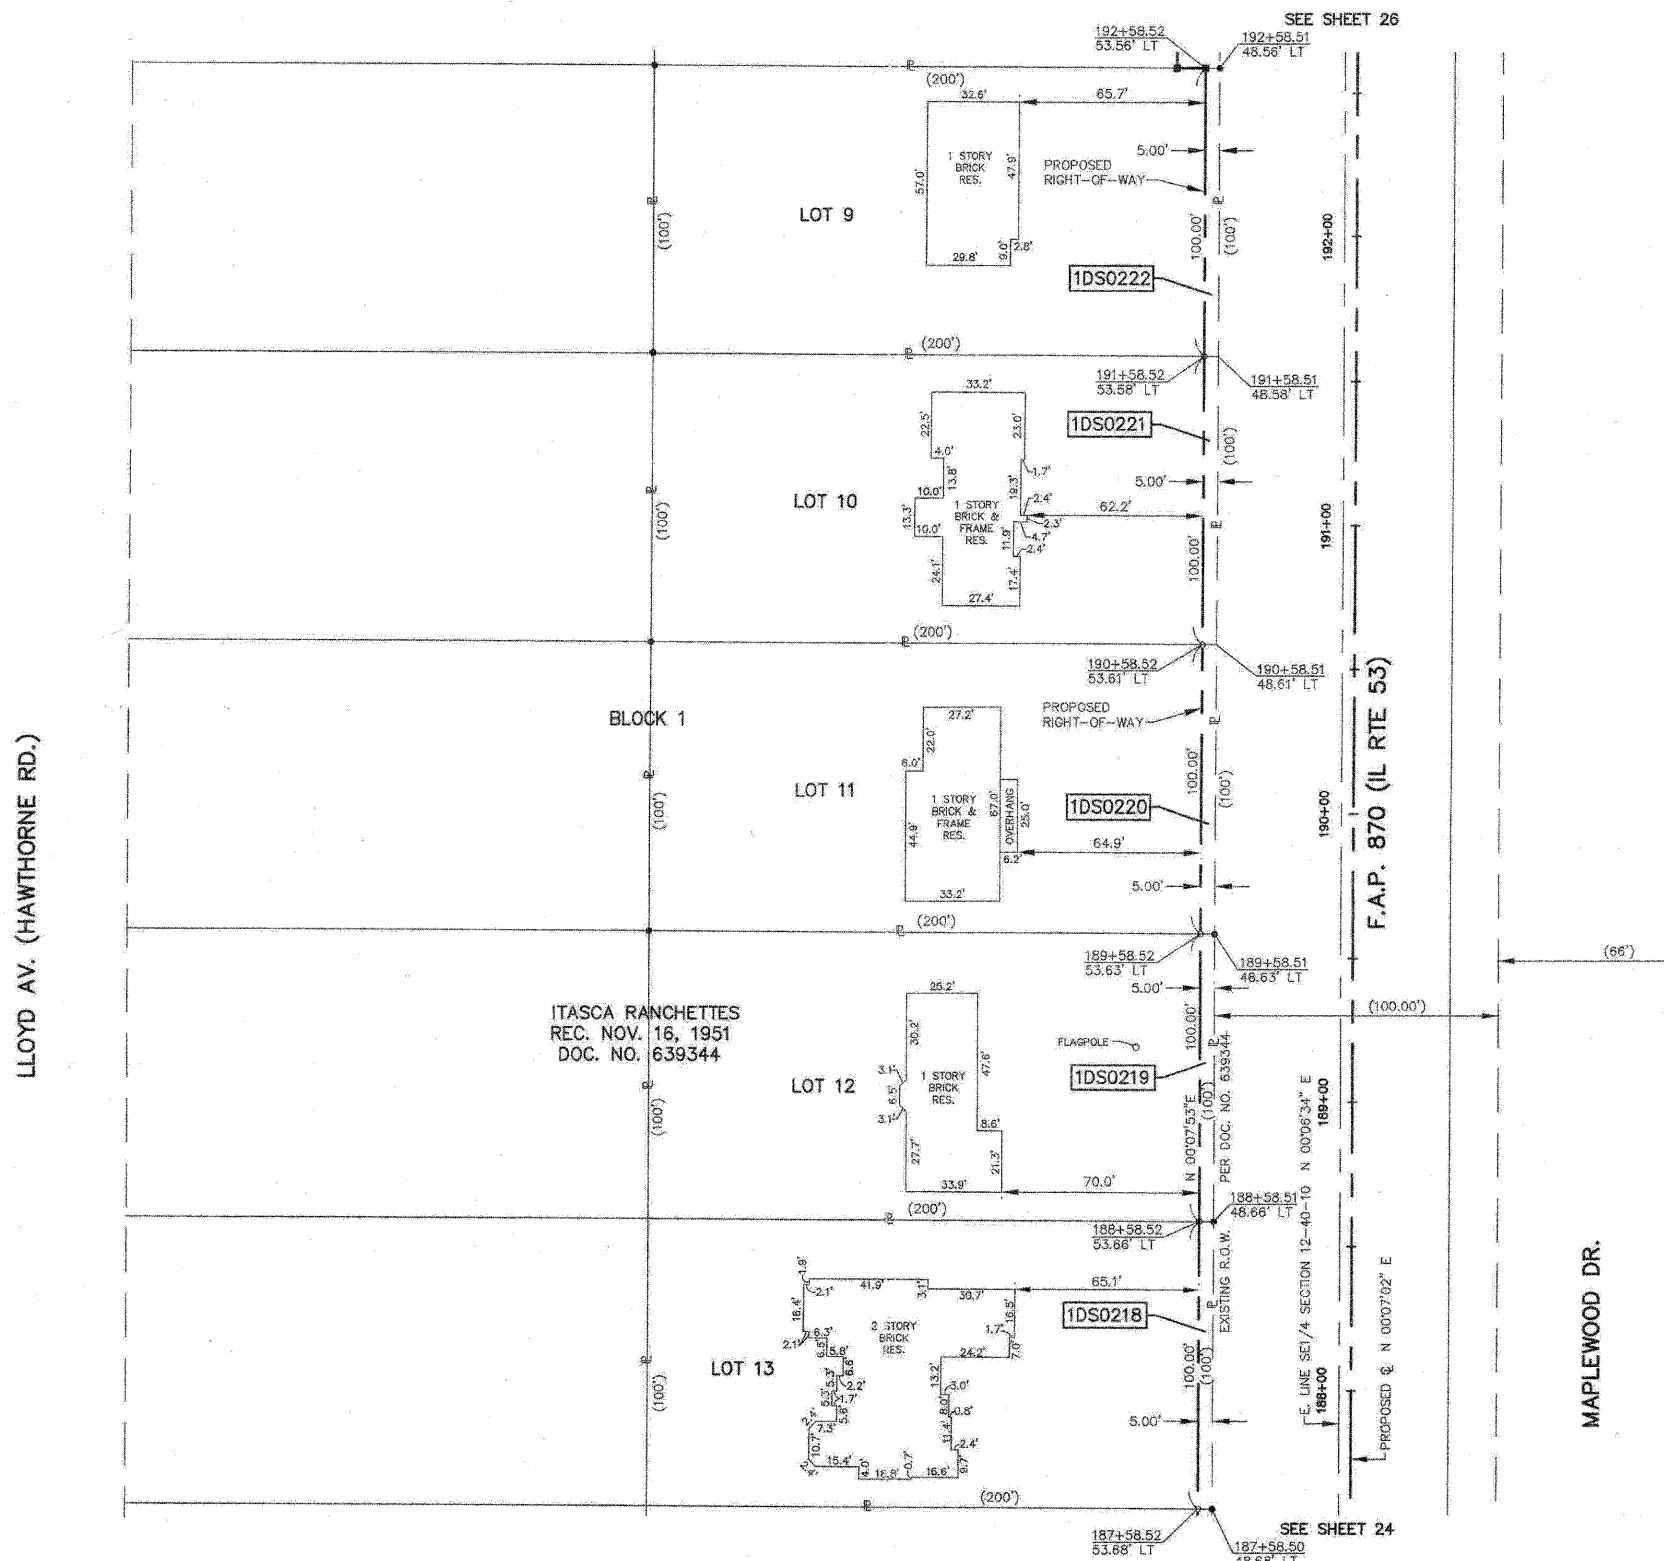 SEE SHEET 26
192+58.52
53.56' LT
192+58.51
48.56' LT
(200')
32.6'
65.7'
5.00'
1 STORY
BRICK
RES.
57.0'
47.9'
PROPOSED
RIGHT-OF-WAY
LOT 9
(100')
100.00'
(100')
192+00
29.8'
9.0'
2.8'
1DS0222
(200')
191+58.52
53.58' LT
191+58.51
48.58' LT
33.2'
22.5'
23.0'
1DS0221
(100')
4.0'
13.8'
1.7'
5.00'
LOT 10
(100')
10.0'
19.3'
2.4'
62.2'
1 STORY
BRICK &
FRAME
RES.
13.3'
2.3'
10.0'
11.9'
4.7'
2.4'
191+00
100.00'
24.1'
17.4'
27.4'
(200')
190+58.52
53.61' LT
190+58.51
48.61' LT
BLOCK 1
27.2'
PROPOSED
RIGHT-OF-WAY
22.0'
6.0'
100.00'
(100')
LOT 11
(100')
1 STORY
BRICK &
FRAME
RES.
67.0'
OVERHANG
25.0'
1DS0220
190+00
F.A.P. 870 (IL RTE 53)
44.9'
64.9'
6.2'
33.2'
5.00'
(200')
189+58.52
53.63' LT
189+58.51
48.63' LT
(66')
LLOYD AV. (HAWTHORNE RD.)
25.2'
5.00'
(100.00')
ITASCA RANCHETTES
REC. NOV. 16, 1951
DOC. NO. 639344
30.2'
47.6'
FLAGPOLE
100.00'
3.1'
1 STORY
BRICK
RES.
1DS0219
LOT 12
6.5'
3.1'
(100')
(100')
8.6'
27.7'
21.3'
33.9'
70.0'
N 00°07'53"E
EXISTING R.O.W. PER DOC. NO. 639344
E. LINE SE1/4 SECTION 12-40-10 N 00°06'34" E
189+00
(200')
188+58.52
53.66' LT
188+58.51
48.66' LT
1.9'
41.9'
2.1'
3.1'
30.7'
65.1'
16.4'
16.5'
2 STORY
BRICK
RES.
1DS0218
2.1'
6.3'
6.5'
5.8'
1.7'
7.0'
24.2'
LOT 13
(100')
6.6'
5.3'
2.2'
13.2'
3.0'
5.3'
1.7'
8.0'
0.8'
100.00'
(100')
188+00
5.6'
7.3'
11.4'
5.00'
10.7'
2.4'
9.7'
15.4'
4.0'
18.8'
0.7'
16.6'
PROPOSED ℄ N 00°07'02" E
MAPLEWOOD DR.
(200')
187+58.52
53.68' LT
187+58.50
48.68' LT
SEE SHEET 24